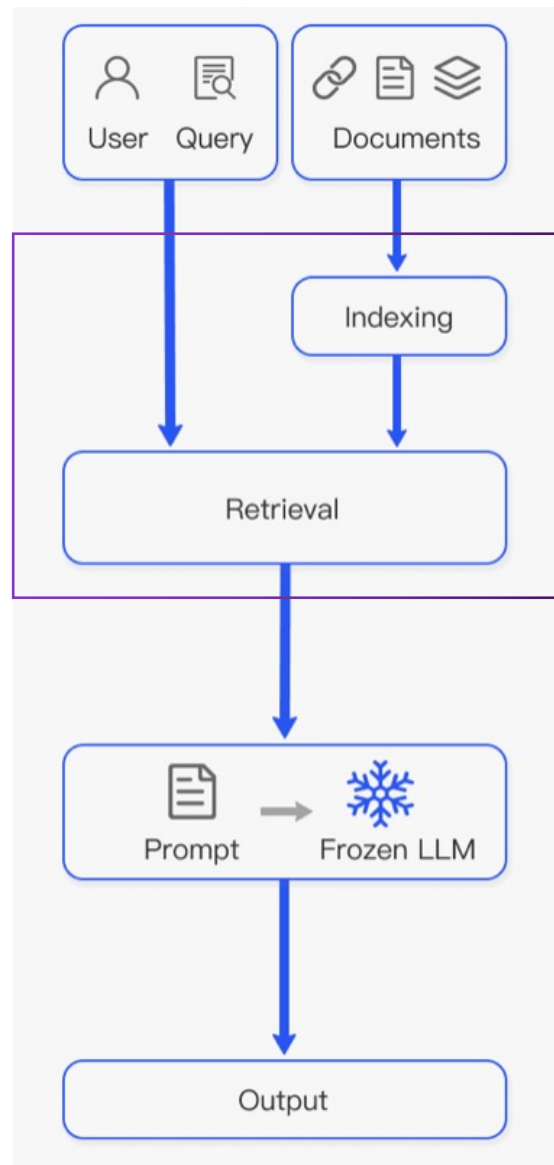 User Query
Documents
Indexing
Retrieval
Prompt
Frozen LLM
Output